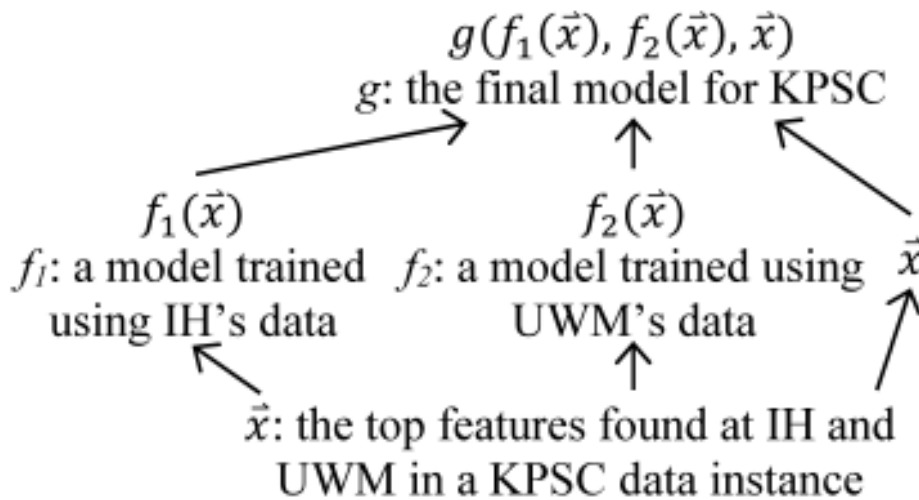 g(f₁(x⃗), f₂(x⃗), x⃗)
g: the final model for KPSC
f₁(x⃗)
f₁: a model trained
using IH's data
f₂(x⃗)
f₂: a model trained using
UWM's data
x⃗
x⃗: the top features found at IH and
UWM in a KPSC data instance